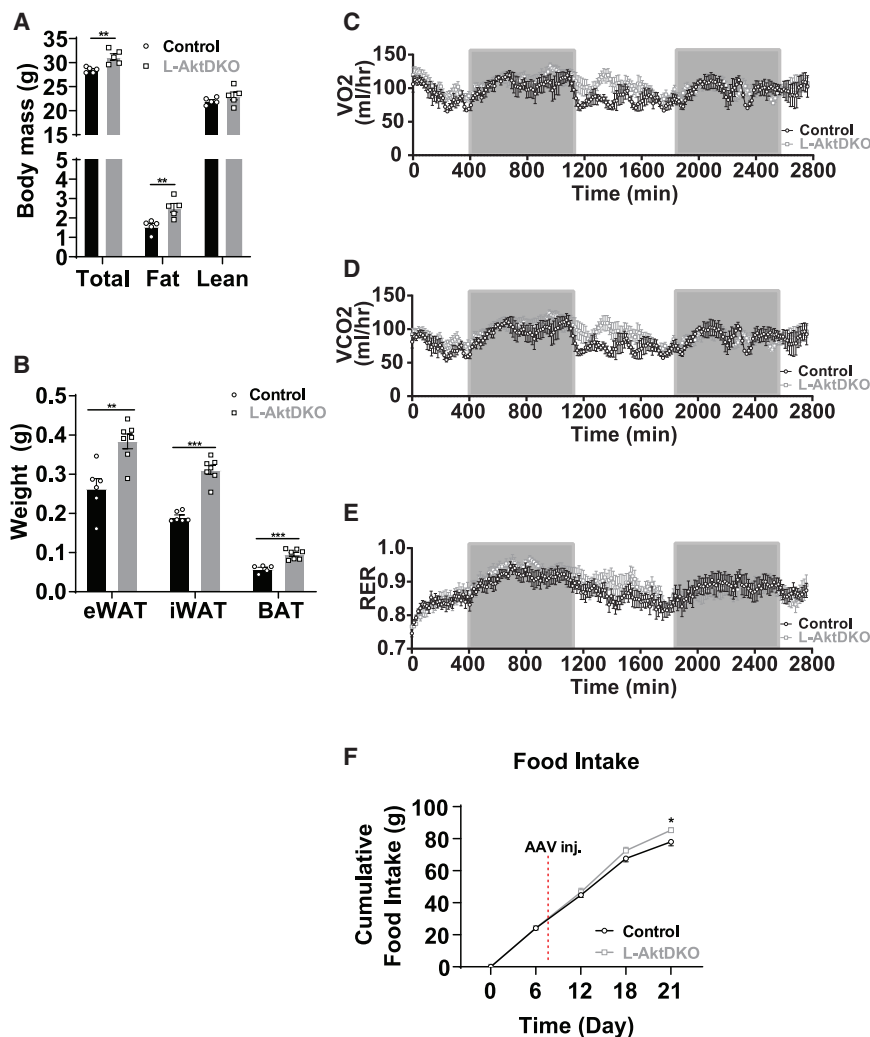 A
**
Control
L-AktDKO
35
30
25
20
15
10
6
5
4
3
2
1
0
**
Body mass (g)
Total Fat Lean
B
Control
L-AktDKO
0.5
0.4
0.3
0.2
0.1
0.0
**
***
***
Weight (g)
eWAT iWAT BAT
C
VO2
(ml/hr)
150
100
50
0
Control
L-AktDKO
0 400 800 1200 1600 2000 2400 2800
Time (min)
D
VCO2
(ml/hr)
150
100
50
0
Control
L-AktDKO
0 400 800 1200 1600 2000 2400 2800
Time (min)
E
RER
1.0
0.9
0.8
0.7
Control
L-AktDKO
0 400 800 1200 1600 2000 2400 2800
Time (min)
F
Food Intake
Cumulative
Food Intake (g)
100
80
60
40
20
0
AAV inj.
*
Control
L-AktDKO
0 6 12 18 21
Time (Day)